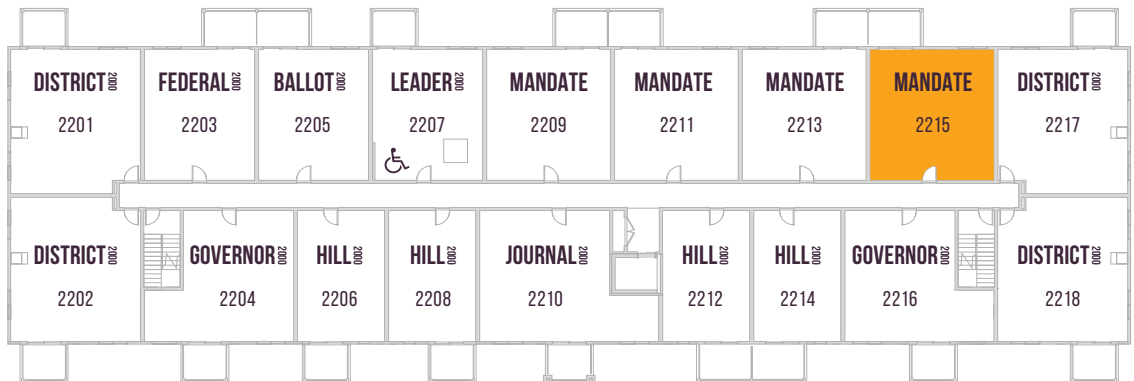 DISTRICT 2000
2201
FEDERAL 2000
2203
BALLOT 2000
2205
LEADER 2000
2207
MANDATE
2209
MANDATE
2211
MANDATE
2213
MANDATE
2215
DISTRICT 2000
2217
DISTRICT 2000
2202
GOVERNOR 2000
2204
HILL 2000
2206
HILL 2000
2208
JOURNAL 2000
2210
HILL 2000
2212
HILL 2000
2214
GOVERNOR 2000
2216
DISTRICT 2000
2218